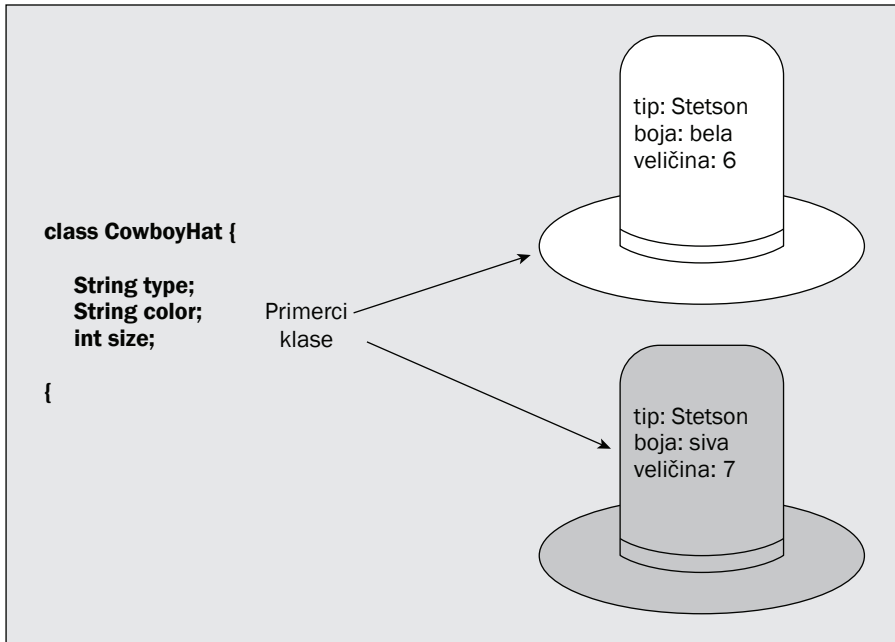 class CowboyHat {
String type;
String color;
int size;
{
Primerci
klase
tip: Stetson
boja: bela
veličina: 6
tip: Stetson
boja: siva
veličina: 7